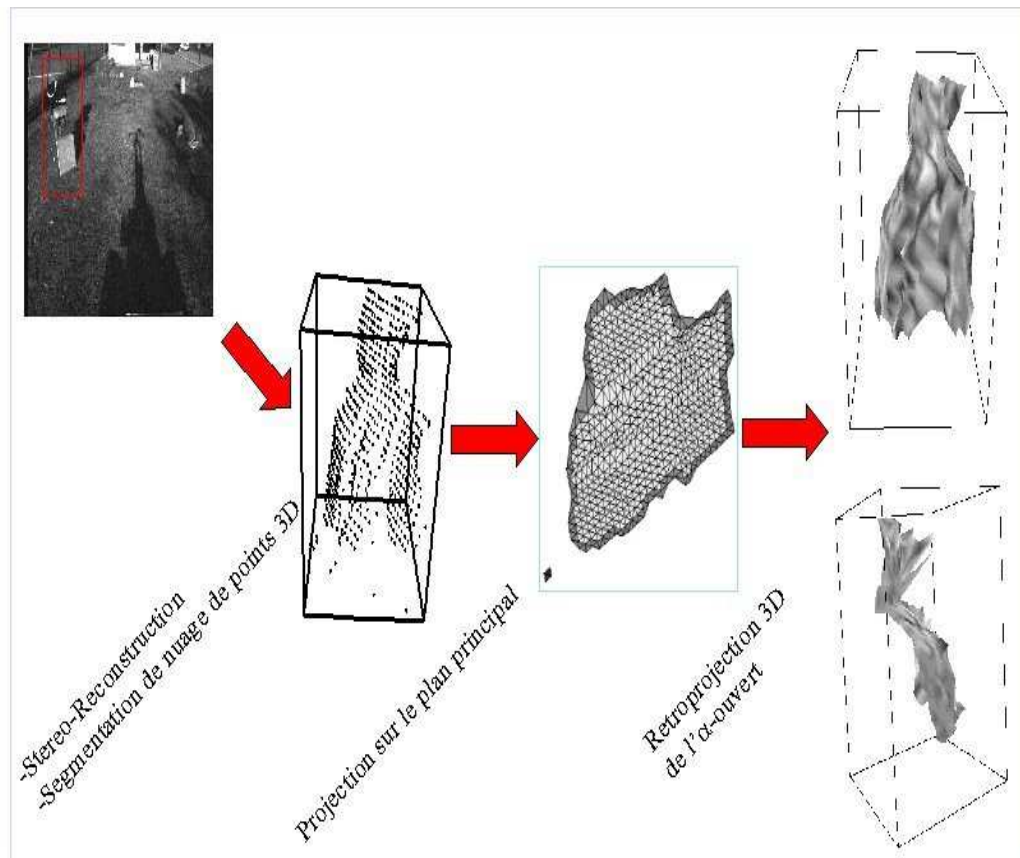 -Stereo-Reconstruction
-Segmentation de nuage de points 3D
Projection sur le plan principal
Retroprojection 3D
de l'α-ouvert